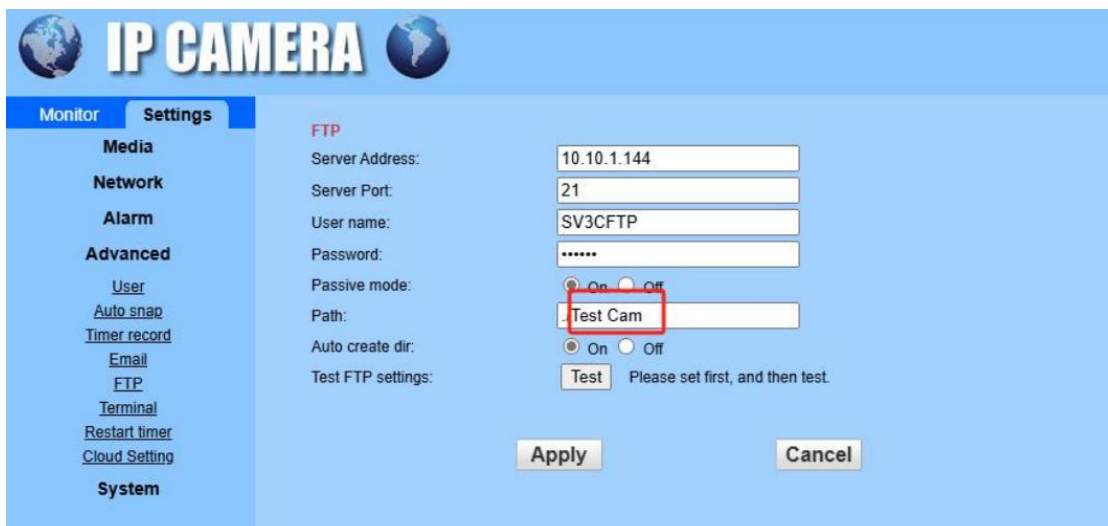 IP CAMERA
Monitor Settings
Media
Network
Alarm
Advanced
User
Auto snap
Timer record
Email
FTP
Terminal
Restart timer
Cloud Setting
System
FTP
Server Address: 10.10.1.144
Server Port: 21
User name: SV3CFTP
Password: ••••••
Passive mode: On Off
Path: ./Test Cam
Auto create dir: On Off
Test FTP settings: Test Please set first, and then test.
Apply Cancel